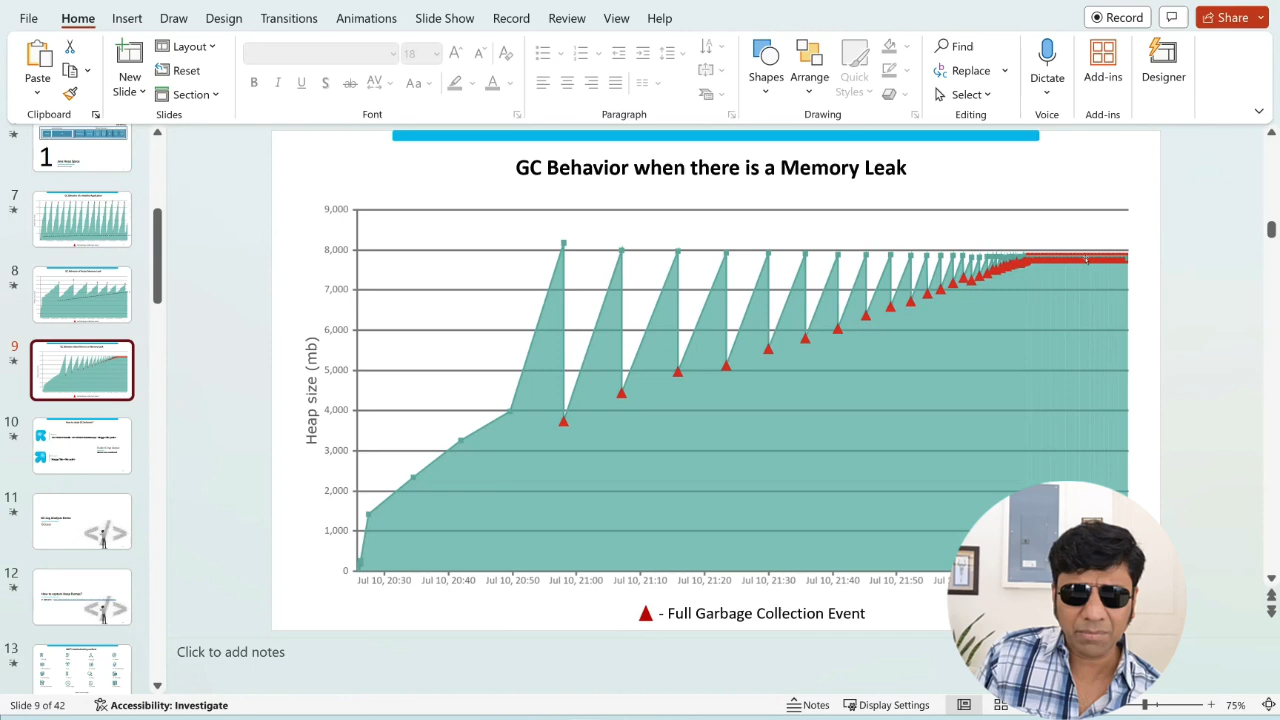 File Home Insert Draw Design Transitions Animations Slide Show Record Review View Help Record Share
Paste
New
Slide
Layout
Reset
Section
15
B I U S ab AV Aa A
Shapes
Arrange
Quick
Styles
Find
Replace
Select
Dictate
Add-ins
Designer
Clipboard Slides Font Paragraph Drawing Editing Voice Add-ins
1
7
8
9
10
11
12
13
GC Behavior when there is a Memory Leak
9,000
8,000
7,000
6,000
5,000
4,000
3,000
2,000
1,000
0
Heap size (mb)
Jul 10, 20:30 Jul 10, 20:40 Jul 10, 20:50 Jul 10, 21:00 Jul 10, 21:10 Jul 10, 21:20 Jul 10, 21:30 Jul 10, 21:40 Jul 10, 21:50
- Full Garbage Collection Event
Click to add notes
Slide 9 of 42 Accessibility: Investigate Notes Display Settings 75%